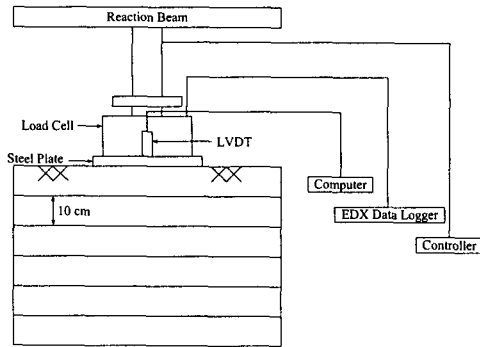 Reaction Beam
Load Cell
LVDT
Steel Plate
Computer
10 cm
EDX Data Logger
Controller